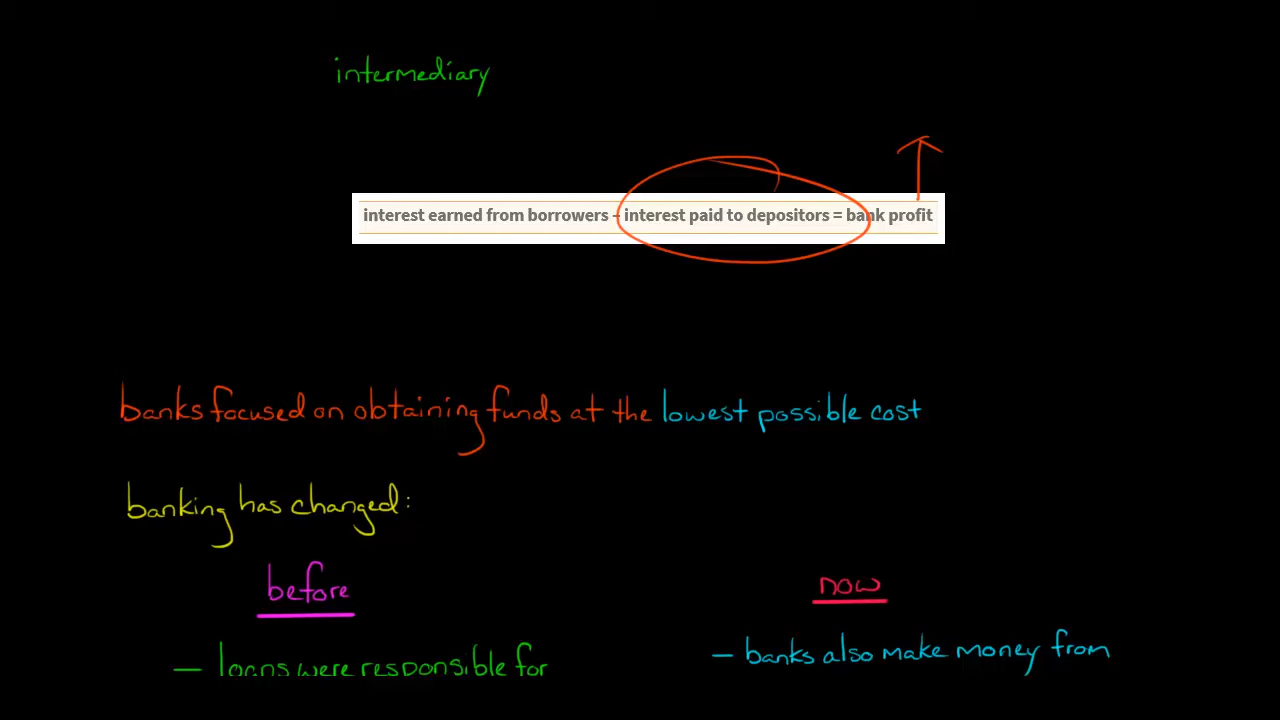 intermediary
interest earned from borrowers - interest paid to depositors = bank profit
banks focused on obtaining funds at the lowest possible cost
banking has changed:
before
now
- loans were responsible for
- banks also make money from